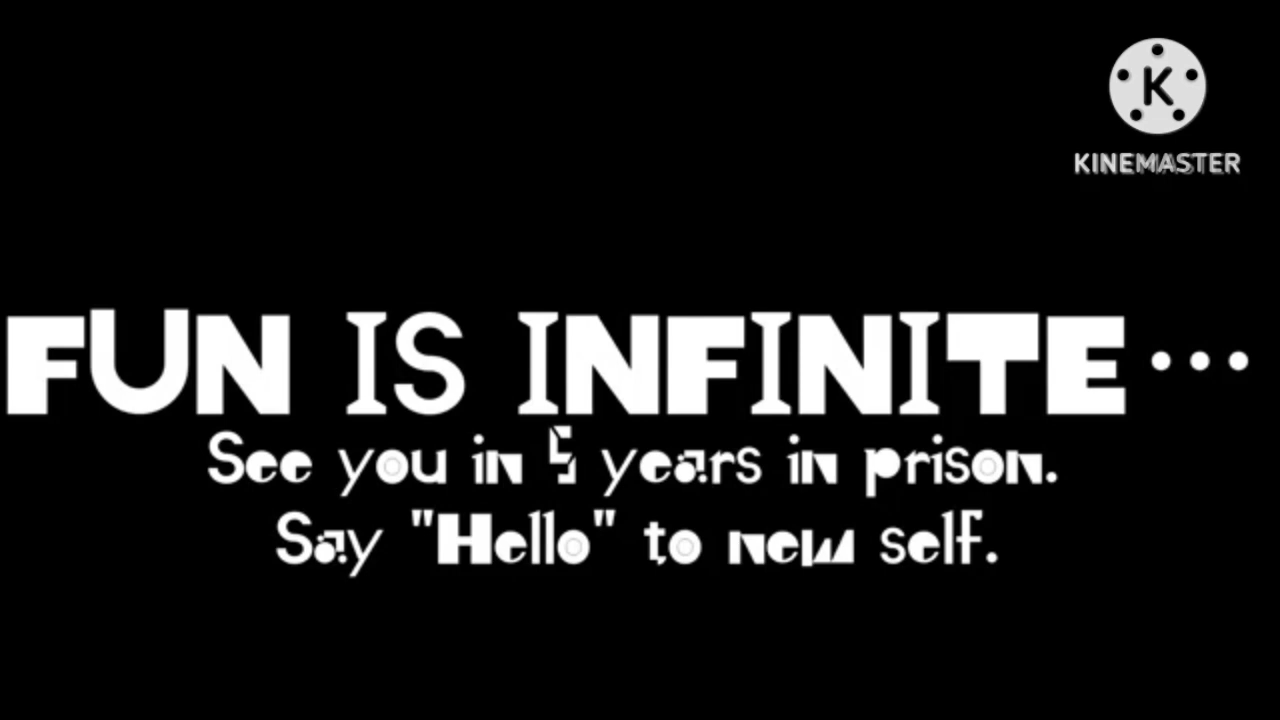 K
KINEMASTER
FUN IS INFINITE...
See you in 5 years in prison.
Say "Hello" to new self.